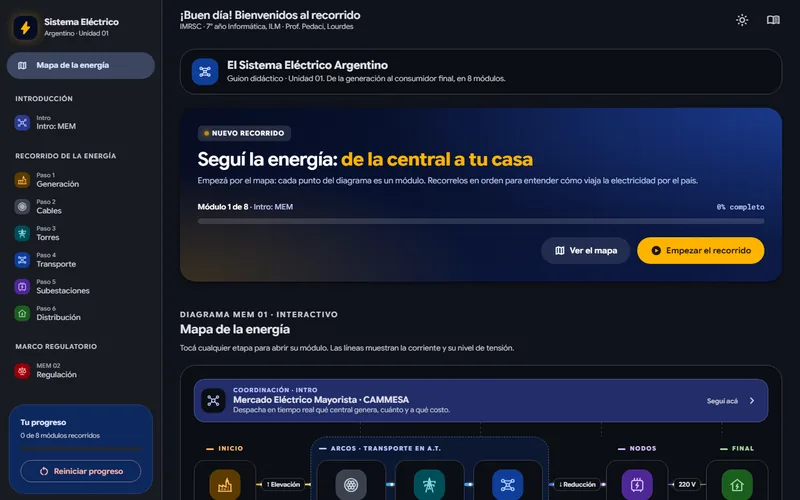 Sistema Eléctrico
Argentino · Unidad 01
Mapa de la energía
INTRODUCCIÓN
Intro
Intro: MEM
RECORRIDO DE LA ENERGÍA
Paso 1
Generación
Paso 2
Cables
Paso 3
Torres
Paso 4
Transporte
Paso 5
Subestaciones
Paso 6
Distribución
MARCO REGULATORIO
MEM 02
Regulación
Tu progreso
0 de 8 módulos recorridos
Reiniciar progreso
¡Buen día! Bienvenidos al recorrido
IMRSC · 7° año Informática, ILM · Prof. Pedaci, Lourdes
El Sistema Eléctrico Argentino
Guion didáctico · Unidad 01. De la generación al consumidor final, en 8 módulos.
NUEVO RECORRIDO
Seguí la energía: de la central a tu casa
Empezá por el mapa: cada punto del diagrama es un módulo. Recorrelos en orden para entender cómo viaja la electricidad por el país.
Módulo 1 de 8 · Intro: MEM
0% completo
Ver el mapa
Empezar el recorrido
DIAGRAMA MEM 01 · INTERACTIVO
Mapa de la energía
Tocá cualquier etapa para abrir su módulo. Las líneas muestran la corriente y su nivel de tensión.
COORDINACIÓN · INTRO
Mercado Eléctrico Mayorista · CAMMESA
Despacha en tiempo real qué central genera, cuánto y a qué costo.
Seguí acá
INICIO
ARCOS · TRANSPORTE EN A.T.
NODOS
FINAL
↑ Elevación
↓ Reducción
220 V